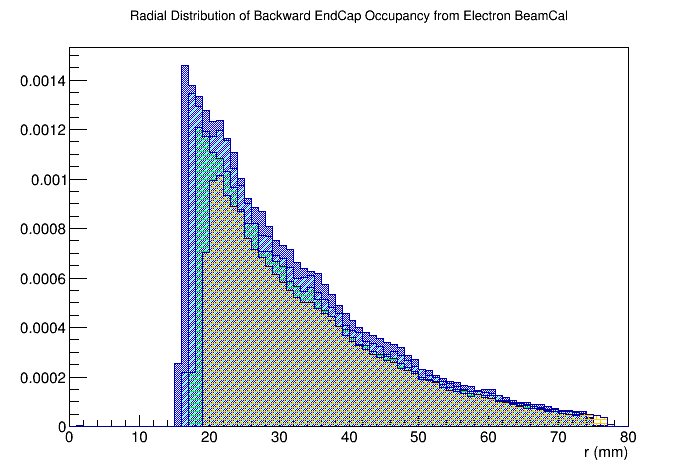 Radial Distribution of Backward EndCap Occupancy from Electron BeamCal
0.0014
0.0012
0.001
0.0008
0.0006
0.0004
0.0002
0
0 10 20 30 40 50 60 70 80
r (mm)